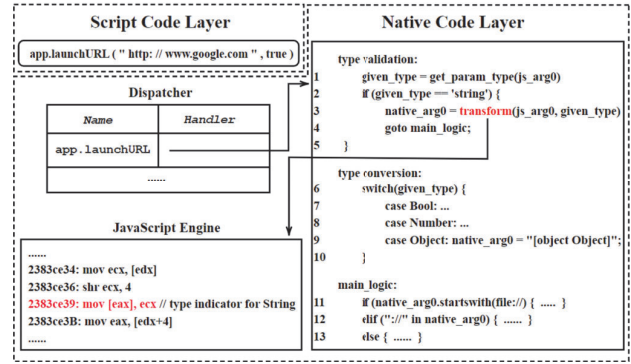 Script Code Layer
app.launchURL ( " http: // www.google.com " , true )
Dispatcher
Name Handler
app.launchURL
......
JavaScript Engine
......
2383ce34: mov ecx, [edx]
2383ce36: shr ecx, 4
2383ce39: mov [eax], ecx // type indicator for String
2383ce3B: mov eax, [edx+4]
......
Native Code Layer
type validation:
1 given_type = get_param_type(js_arg0)
2 if (given_type == 'string') {
3 native_arg0 = transform(js_arg0, given_type)
4 goto main_logic;
5 }
type conversion:
6 switch(given_type) {
7 case Bool: ...
8 case Number: ...
9 case Object: native_arg0 = "[object Object]";
10 }
main_logic:
11 if (native_arg0.startswith(file://) { ..... }
12 elif ("://" in native_arg0) { ...... }
13 else { ...... }